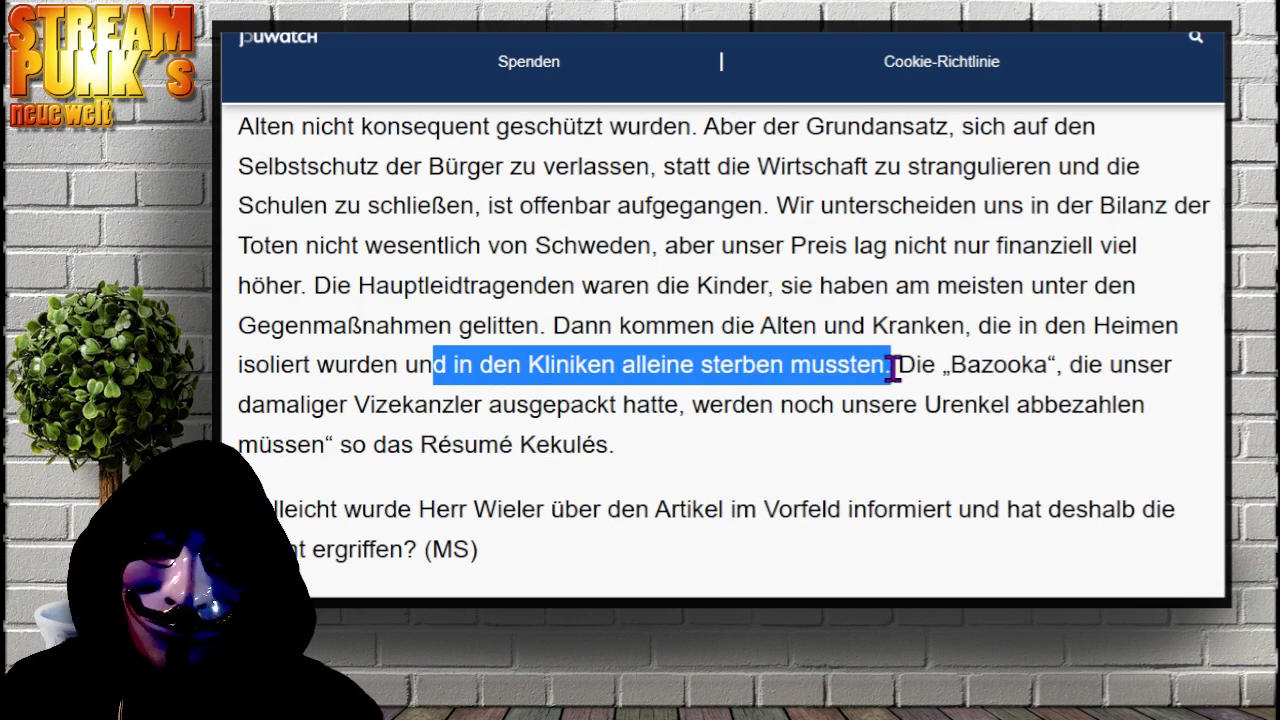 STREAM
PUNK´s
neue welt
jouwatch
Spenden | Cookie-Richtlinie
Alten nicht konsequent geschützt wurden. Aber der Grundansatz, sich auf den
Selbstschutz der Bürger zu verlassen, statt die Wirtschaft zu strangulieren und die
Schulen zu schließen, ist offenbar aufgegangen. Wir unterscheiden uns in der Bilanz der
Toten nicht wesentlich von Schweden, aber unser Preis lag nicht nur finanziell viel
höher. Die Hauptleidtragenden waren die Kinder, sie haben am meisten unter den
Gegenmaßnahmen gelitten. Dann kommen die Alten und Kranken, die in den Heimen
isoliert wurden und in den Kliniken alleine sterben mussten. Die „Bazooka“, die unser
damaliger Vizekanzler ausgepackt hatte, werden noch unsere Urenkel abbezahlen
müssen“ so das Résumé Kekulés.
lleicht wurde Herr Wieler über den Artikel im Vorfeld informiert und hat deshalb die
ergriffen? (MS)